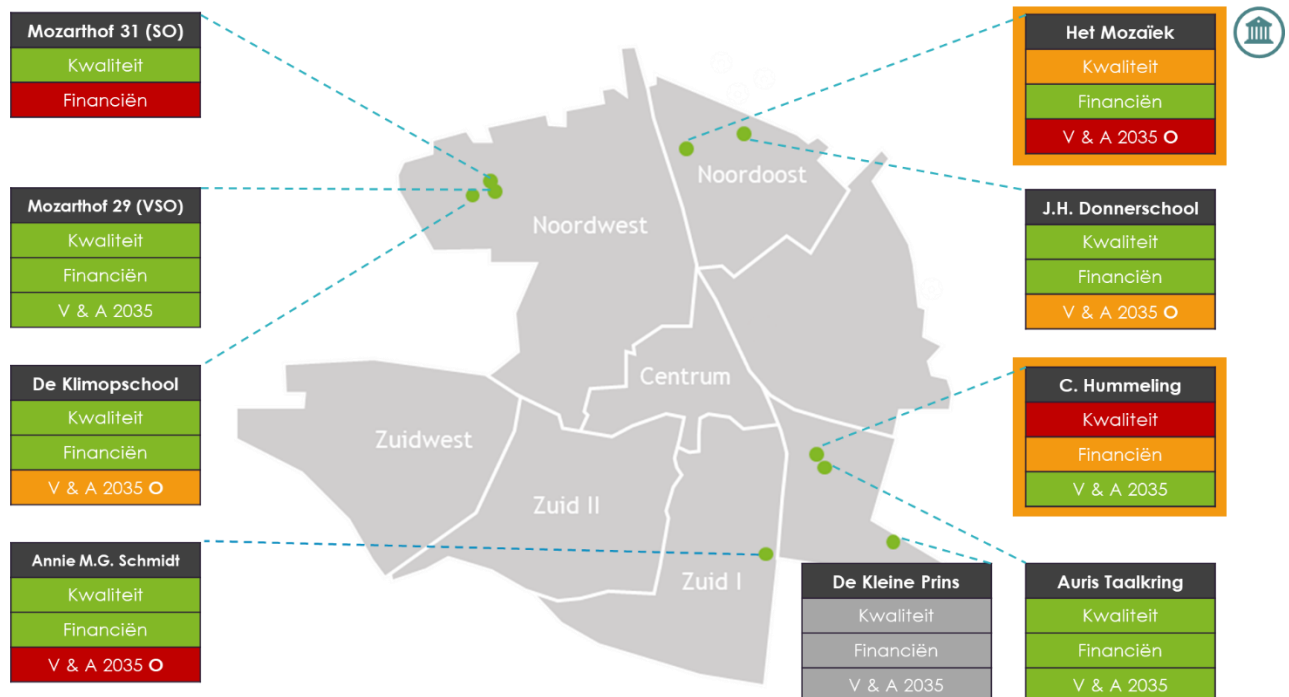 Mozarthof 31 (SO)
Kwaliteit
Financiën
Mozarthof 29 (VSO)
Kwaliteit
Financiën
V & A 2035
De Klimopschool
Kwaliteit
Financiën
V & A 2035 O
Annie M.G. Schmidt
Kwaliteit
Financiën
V & A 2035 O
Noordwest
Noordoost
Centrum
Zuidwest
Zuid II
Zuid I
Het Mozaïek
Kwaliteit
Financiën
V & A 2035 O
J.H. Donnerschool
Kwaliteit
Financiën
V & A 2035 O
C. Hummeling
Kwaliteit
Financiën
V & A 2035
De Kleine Prins
Kwaliteit
Financiën
V & A 2035
Auris Taalkring
Kwaliteit
Financiën
V & A 2035